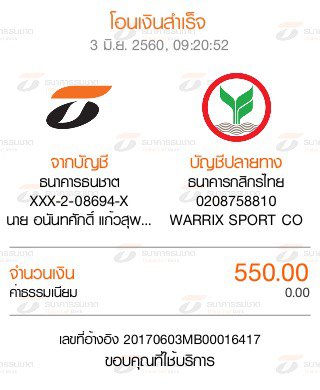 โอนเงินสำเร็จ
3 มิ.ย. 2560, 09:20:52
จากบัญชี
ธนาคารธนชาต
XXX-2-08694-X
นาย อนันทศักดิ์ แก้วสุพ...
บัญชีปลายทาง
ธนาคารกสิกรไทย
0208758810
WARRIX SPORT CO
จำนวนเงิน 550.00
ค่าธรรมเนียม 0.00
เลขที่อ้างอิง 20170603MB00016417
ขอบคุณที่ใช้บริการ